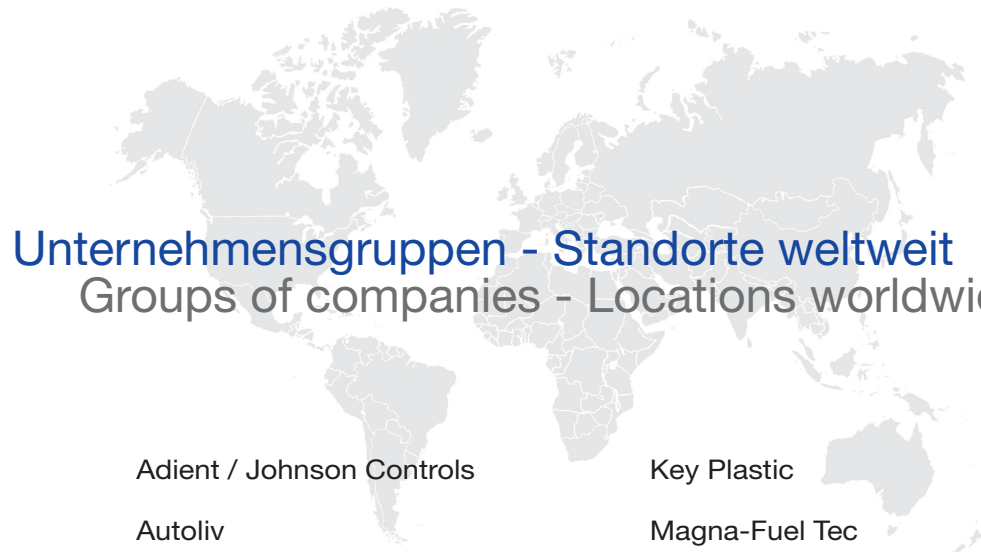 Unternehmensgruppen - Standorte weltweit
Groups of companies - Locations
Adient / Johnson Controls
Key Plastic
Autoliv
Magna-Fuel Tec